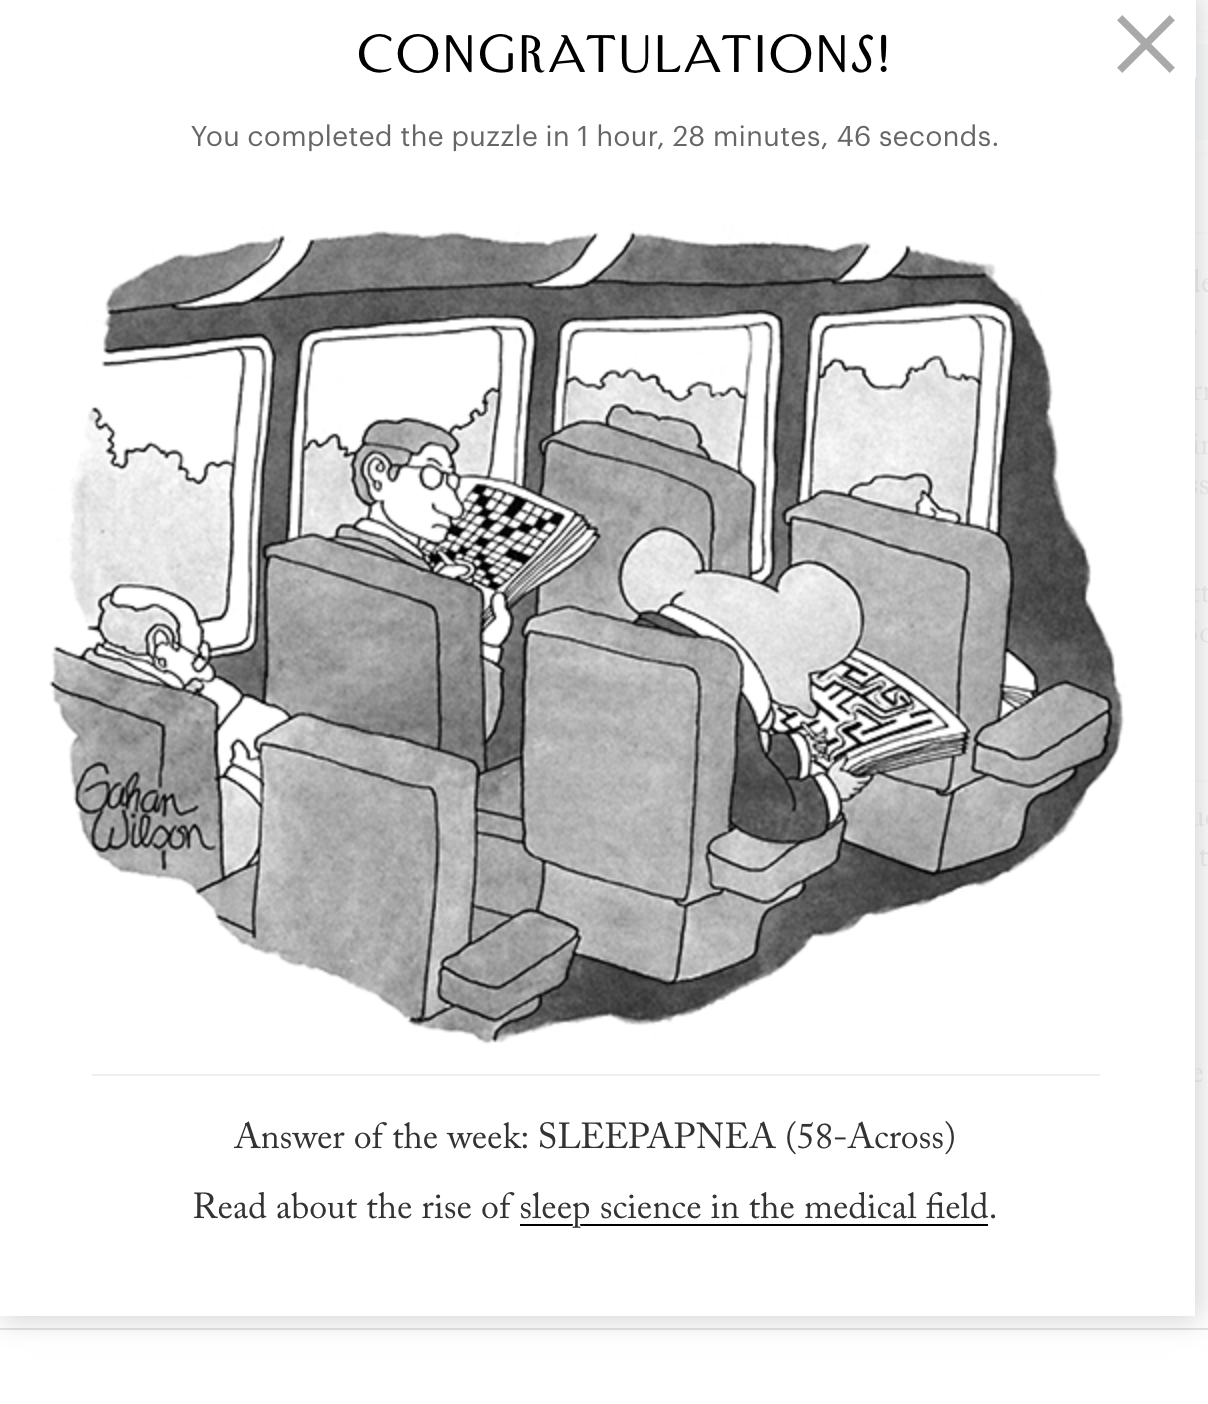 CONGRATULATIONS!
You completed the puzzle in 1 hour, 28 minutes, 46 seconds.
Gahan
Wilson
Answer of the week: SLEEPAPNEA (58-Across)
Read about the rise of sleep science in the medical field.